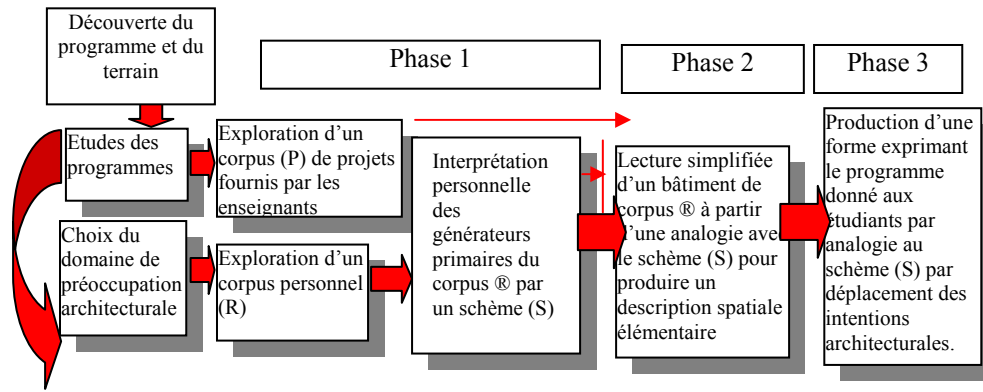 Découverte du
programme et du
terrain
Phase 1
Phase 2
Phase 3
Etudes des
programmes
Exploration d'un
corpus (P) de projets
fournis par les
enseignants
Choix du
domaine de
préoccupation
architecturale
Exploration d'un
corpus personnel
(R)
Interprétation
personnelle
des
générateurs
primaires du
corpus ® par
un schème (S)
Lecture simplifiée
d'un bâtiment de
corpus ® à partir
d'une analogie avec
le schème (S) pour
produire un
description spatiale
élémentaire
Production d'une
forme exprimant
le programme
donné aux
étudiants par
analogie au
schème (S) par
déplacement des
intentions
architecturales.